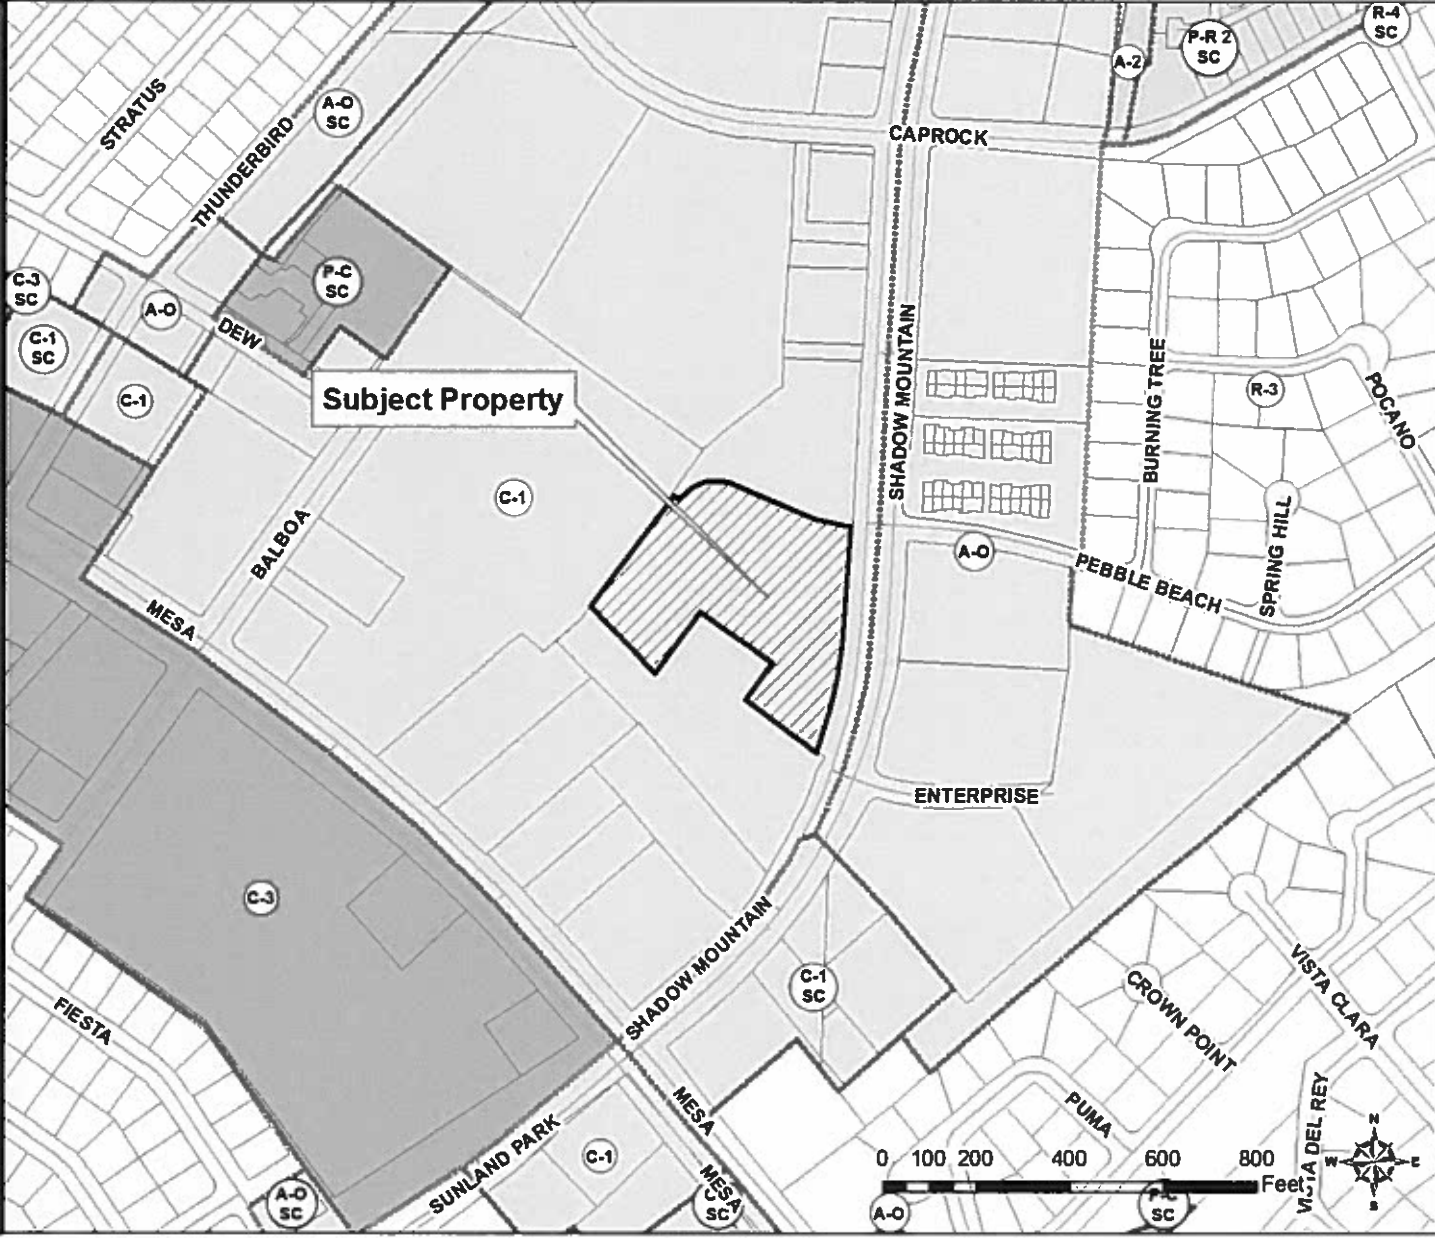 R-4
SC
P-R 2
SC
A-2
STRATUS
A-O
SC
THUNDERBIRD
CAPROCK
C-3
SC
P-C
SC
A-O
DEW
C-1
SC
C-1
Subject Property
SHADOW MOUNTAIN
BURNING TREE
R-3
POCANO
C-1
BALBOA
A-O
PEBBLE BEACH
SPRING HILL
MESA
ENTERPRISE
C-3
SHADOW MOUNTAIN
C-1
SC
VISTA CLARA
CROWN POINT
FIESTA
MESA
PUMA
VISTA DEL REY
N
W E
S
SUNLAND PARK
C-1
MESA
SC
A-O
SC
0 100 200 400 600 800
Feet
A-O
P-C
SC